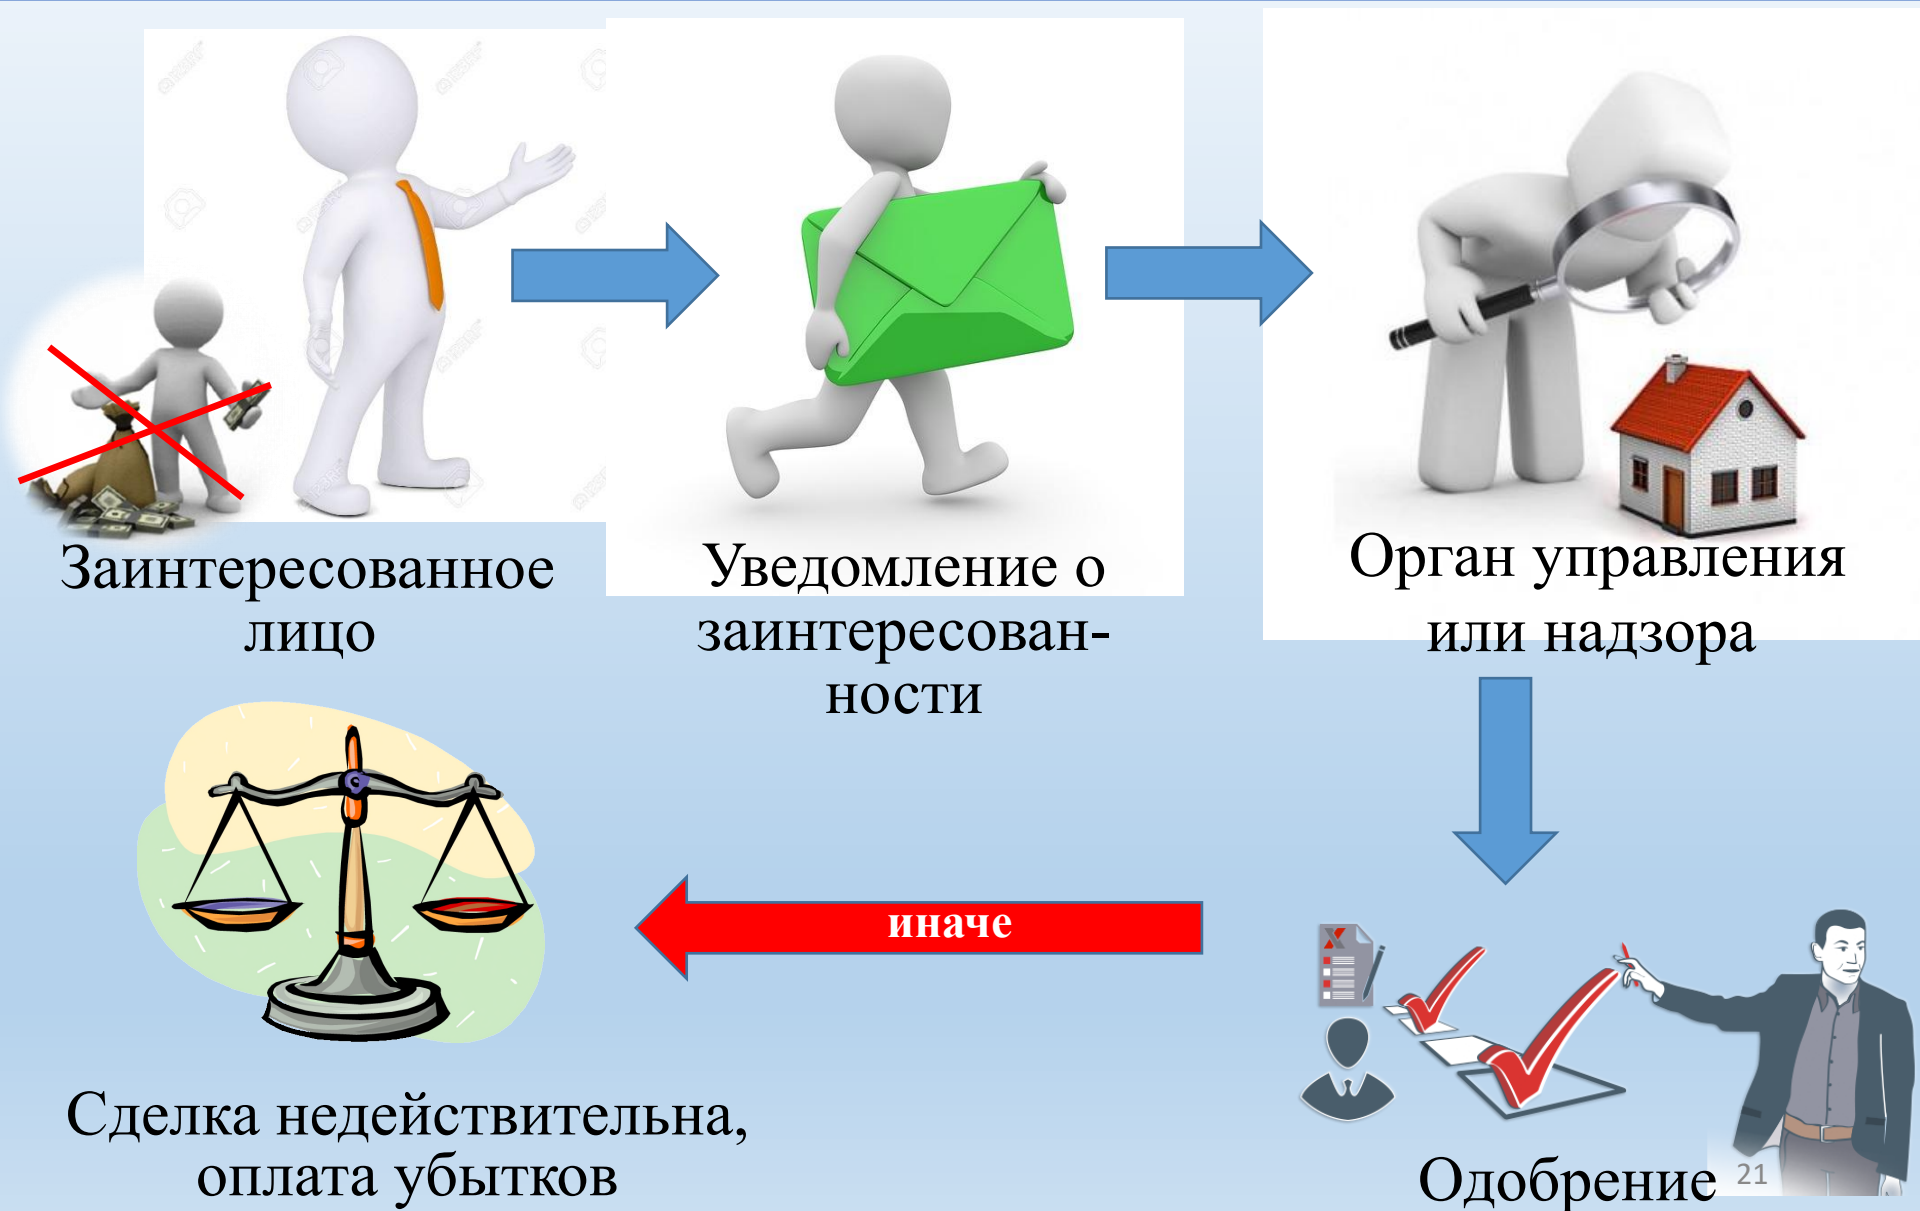 Заинтересованное
лицо
Уведомление о
заинтересован-
ности
Орган управления
или надзора
иначе
Сделка недействительна,
оплата убытков
Одобрение
21